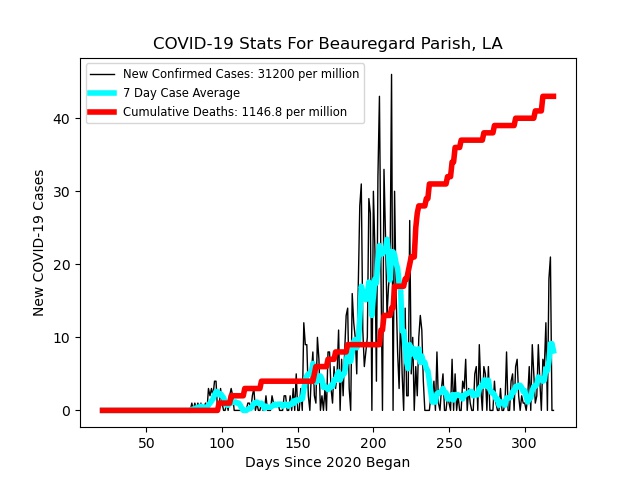 COVID-19 Stats For Beauregard Parish, LA
New Confirmed Cases: 31200 per million
7 Day Case Average
Cumulative Deaths: 1146.8 per million
New COVID-19 Cases
40
30
20
10
0
50 100 150 200 250 300
Days Since 2020 Began